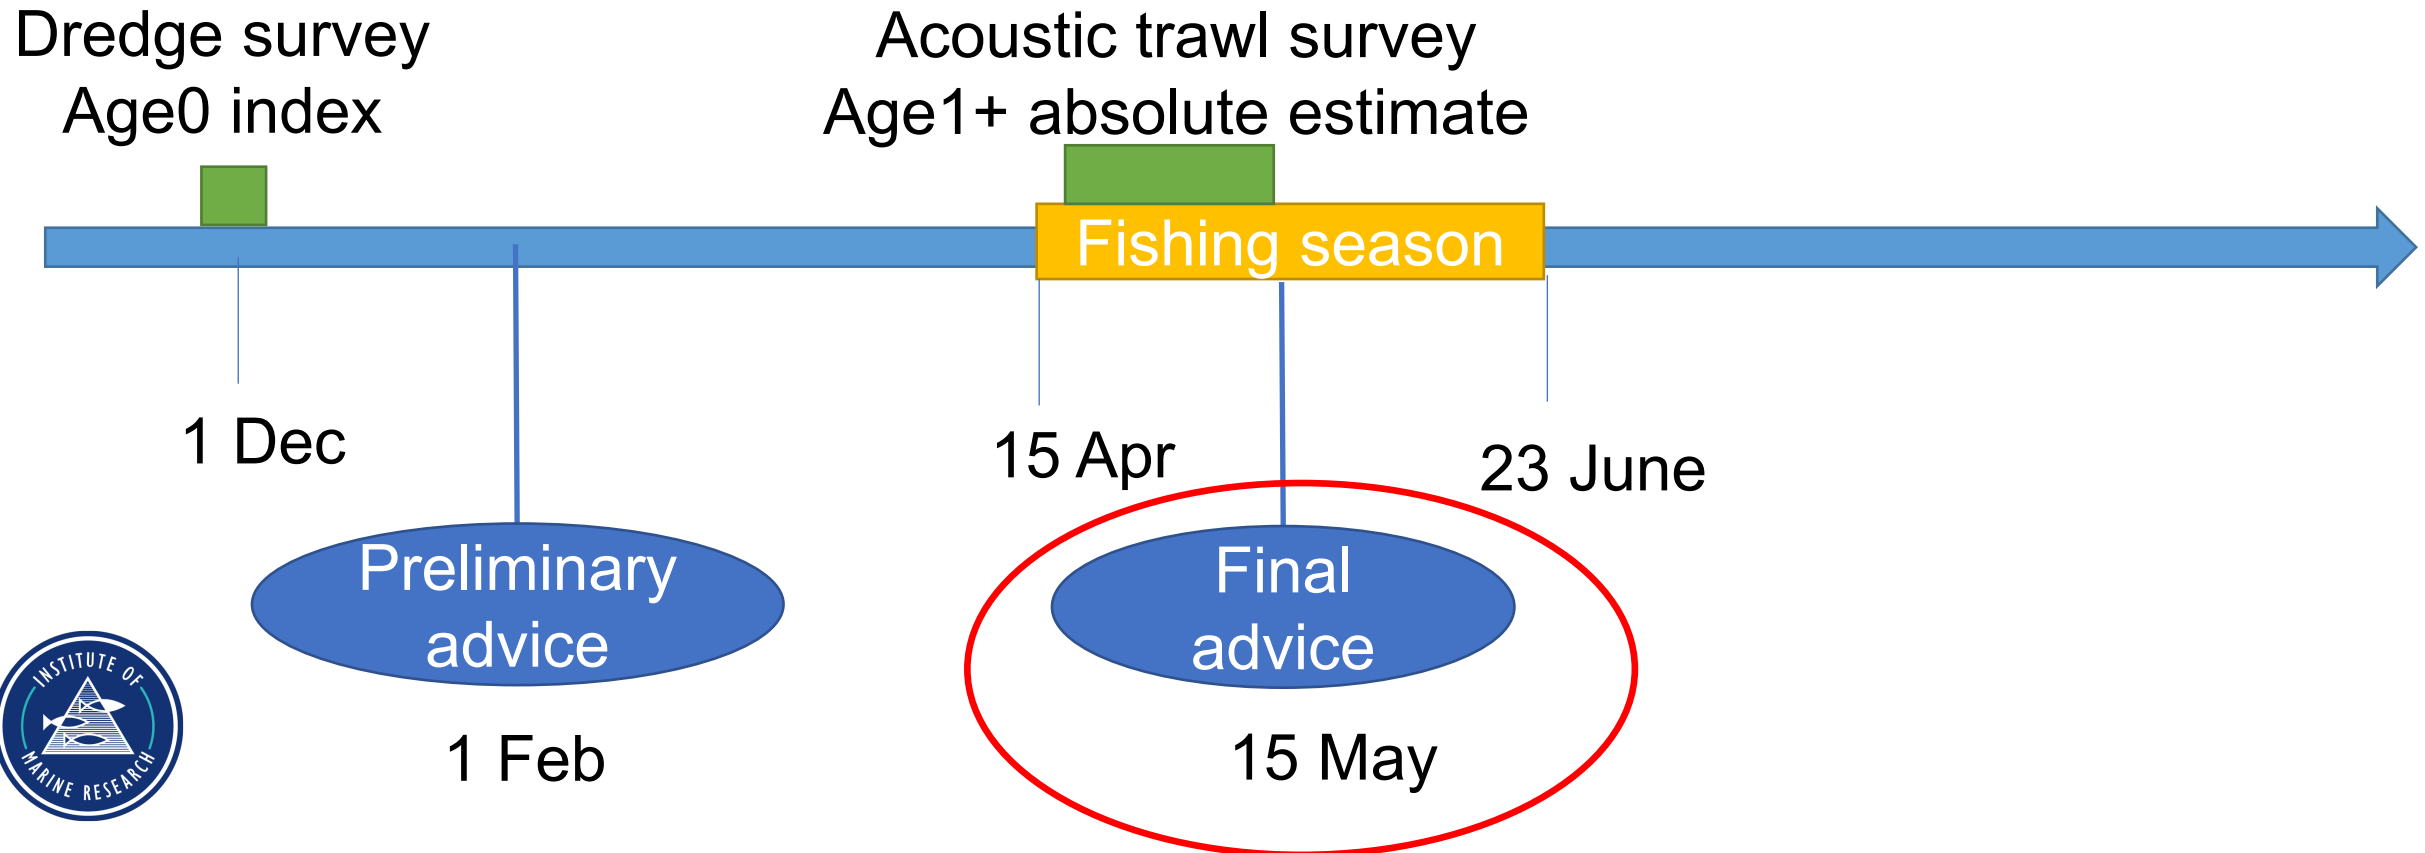 Dredge survey
Age0 index
Acoustic trawl survey
Age1+ absolute estimate
Fishing season
1 Dec
15 Apr
23 June
Preliminary
advice
Final
advice
1 Feb
15 May
INSTITUTE OF
MARINE RESEARCH